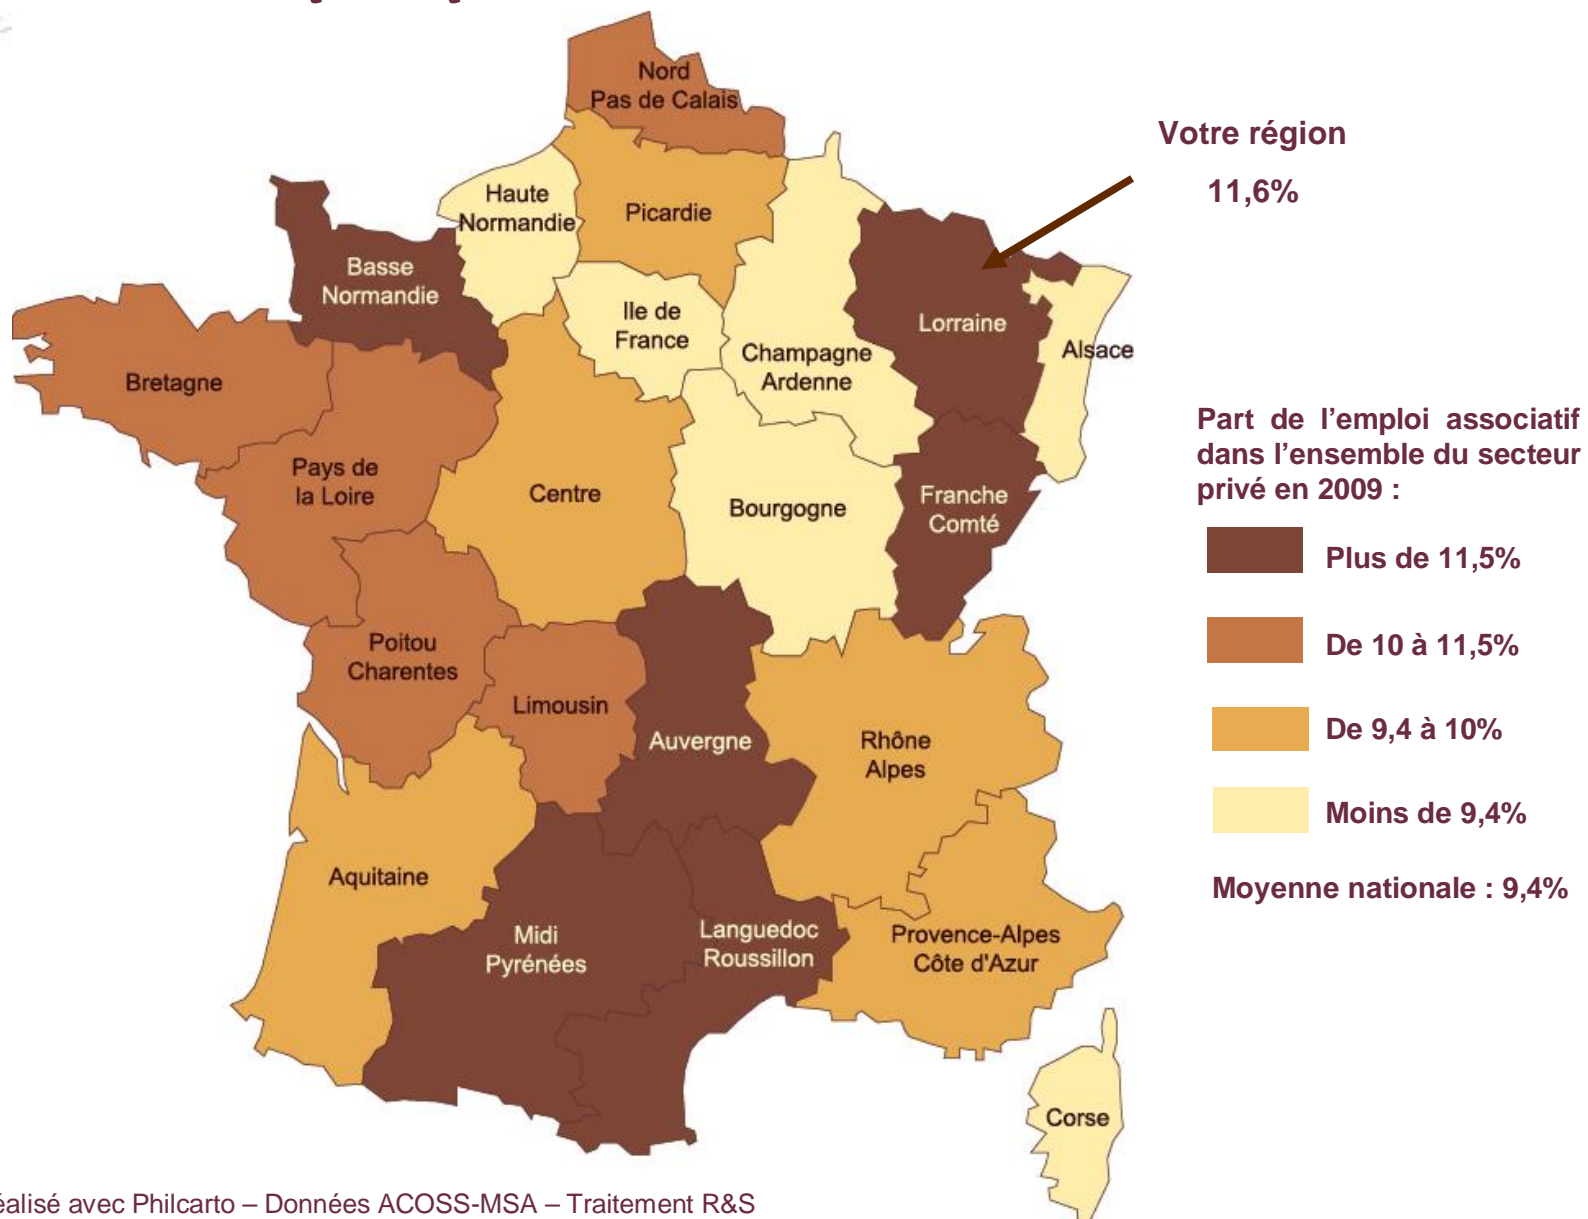 Nord
Pas de Calais
Votre région
11,6%
Haute
Normandie
Picardie
Basse
Normandie
Ile de
France
Lorraine
Champagne
Ardenne
Alsace
Bretagne
Part de l’emploi associatif
dans l’ensemble du secteur
privé en 2009 :
Pays de
la Loire
Centre
Bourgogne
Franche
Comté
Plus de 11,5%
De 10 à 11,5%
Poitou
Charentes
Limousin
Auvergne
Rhône
Alpes
De 9,4 à 10%
Moins de 9,4%
Aquitaine
Moyenne nationale : 9,4%
Midi
Pyrénées
Languedoc
Roussillon
Provence-Alpes
Côte d'Azur
Corse
éalisé avec Philcarto – Données ACOSS-MSA – Traitement R&S